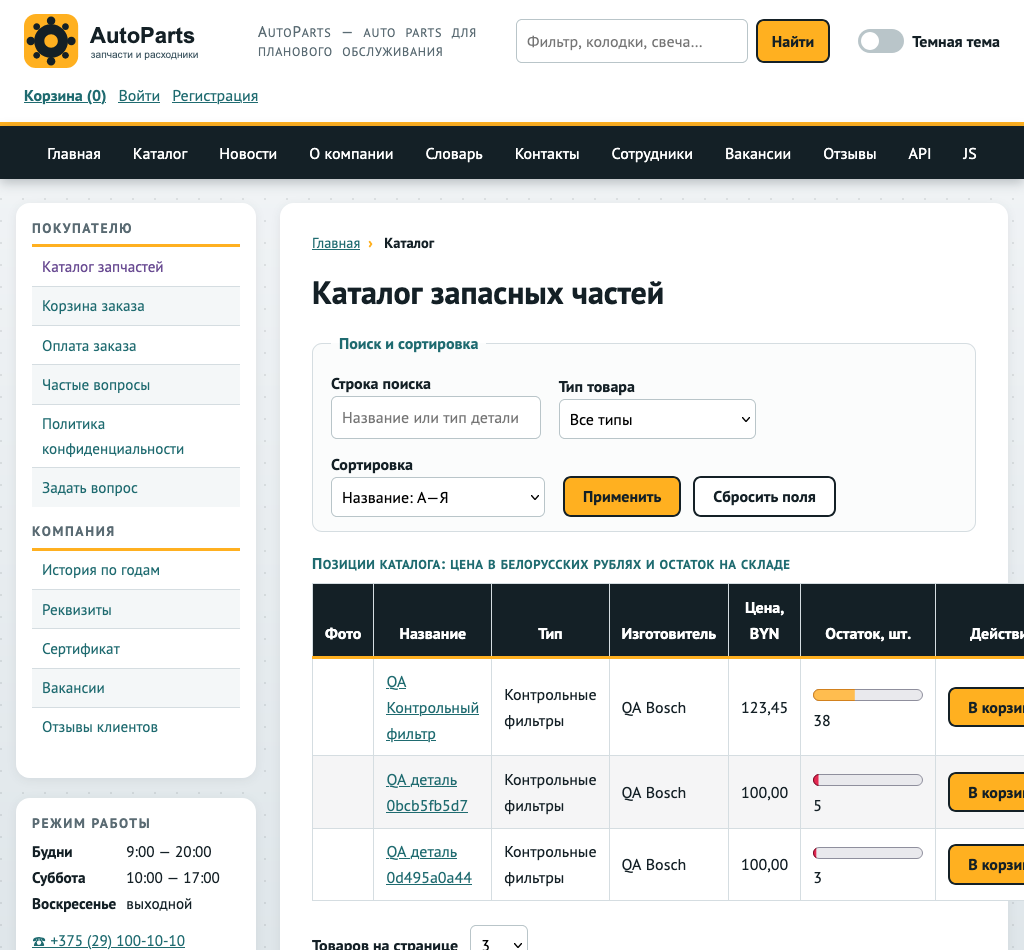 AutoParts
запчасти и расходники
AutoParts — auto parts для
планового обслуживания
Фильтр, колодки, свеча...
Найти
Темная тема
Корзина (0) Войти Регистрация
Главная Каталог Новости О компании Словарь Контакты Сотрудники Вакансии Отзывы API JS
ПОКУПАТЕЛЮ
Каталог запчастей
Корзина заказа
Оплата заказа
Частые вопросы
Политика
конфиденциальности
Задать вопрос
КОМПАНИЯ
История по годам
Реквизиты
Сертификат
Вакансии
Отзывы клиентов
РЕЖИМ РАБОТЫ
Будни 9:00 — 20:00
Суббота 10:00 — 17:00
Воскресенье выходной
☎ +375 (29) 100-10-10
Главная › Каталог
Каталог запасных частей
Поиск и сортировка
Строка поиска
Название или тип детали
Тип товара
Все типы
Сортировка
Название: А—Я
Применить
Сбросить поля
Позиции каталога: цена в белорусских рублях и остаток на складе
Фото Название Тип Изготовитель Цена, BYN Остаток, шт. Действи
QA
Контрольный
фильтр
Контрольные
фильтры
QA Bosch
123,45
38
В корзи
QA деталь
0bcb5fb5d7
Контрольные
фильтры
QA Bosch
100,00
5
В корзи
QA деталь
0d495a0a44
Контрольные
фильтры
QA Bosch
100,00
3
В корзи
Товаров на странице 3